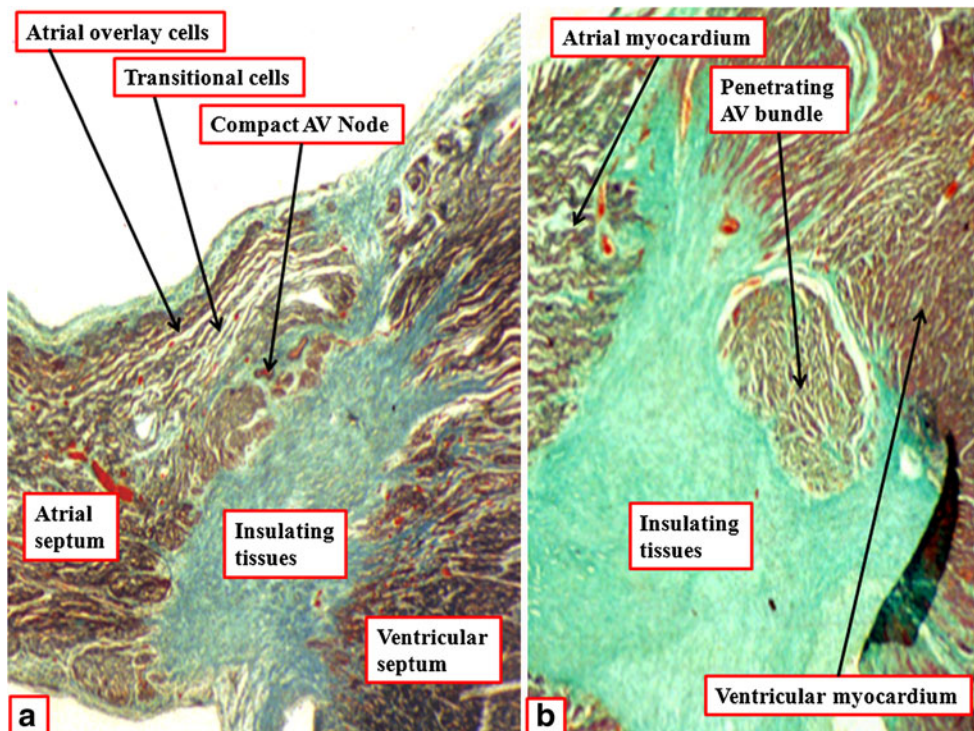 Atrial overlay cells
Transitional cells
Compact AV Node
Atrial
septum
Insulating
tissues
Ventricular
septum
a
Atrial myocardium
Penetrating
AV bundle
Insulating
tissues
Ventricular myocardium
b